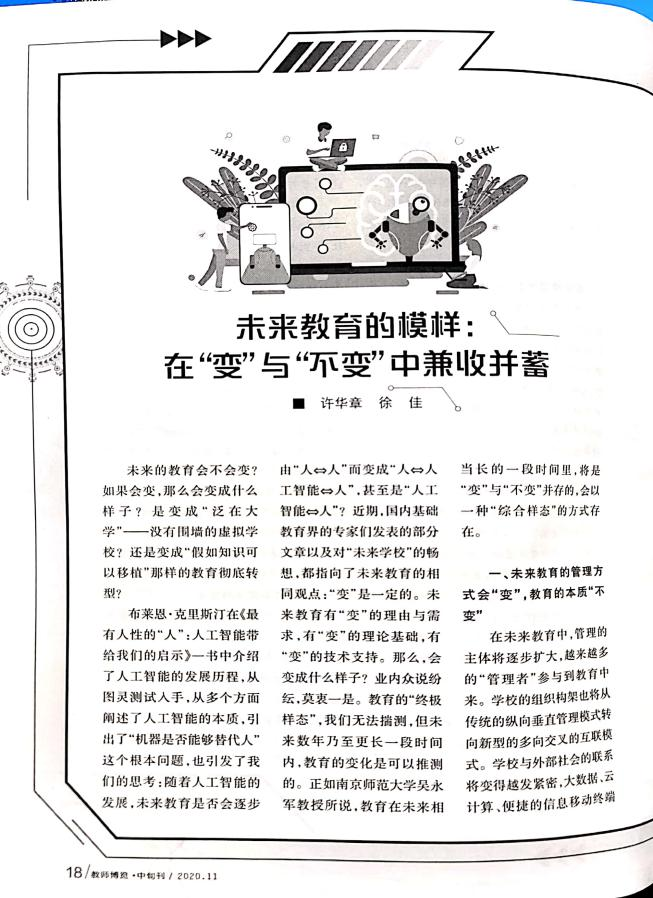 未来教育的模样：
在“变”与“不变”中兼收并蓄
■ 许华章 徐 佳
未来的教育会不会变？
如果会变，那么会变成什么
样子？是变成“泛在大
学”——没有围墙的虚拟学
校？还是变成“假如知识可
以移植”那样的教育彻底转
型？
布莱恩·克里斯汀在《最
有人性的“人”：人工智能带
给我们的启示》一书中介绍
了人工智能的发展历程，从
图灵测试入手，从多个方面
阐述了人工智能的本质，引
出了“机器是否能够替代人”
这个根本问题，也引发了我
们的思考：随着人工智能的
发展，未来教育是否会逐步
由“人⇔人”而变成“人⇔人
工智能⇔人”，甚至是“人工
智能⇔人”？近期，国内基础
教育界的专家们发表的部分
文章以及对“未来学校”的畅
想，都指向了未来教育的相
同观点：“变”是一定的。未
来教育有“变”的理由与需
求，有“变”的理论基础，有
“变”的技术支持。那么，会
变成什么样子？业内众说纷
纭，莫衷一是。教育的“终极
样态”，我们无法揣测，但未
来数年乃至更长一段时间
内，教育的变化是可以推测
的。正如南京师范大学吴永
军教授所说，教育在未来相
当长的一段时间里，将是
“变”与“不变”并存的，会以
一种“综合样态”的方式存
在。
一、未来教育的管理方
式会“变”，教育的本质“不
变”
在未来教育中，管理的
主体将逐步扩大，越来越多
的“管理者”参与到教育中
来。学校的组织构架也将从
传统的纵向垂直管理模式转
向新型的多向交叉的互联模
式。学校与外部社会的联系
将变得越发紧密，大数据、云
计算、便捷的信息移动终端
18/教师博览·中旬刊/2020.11